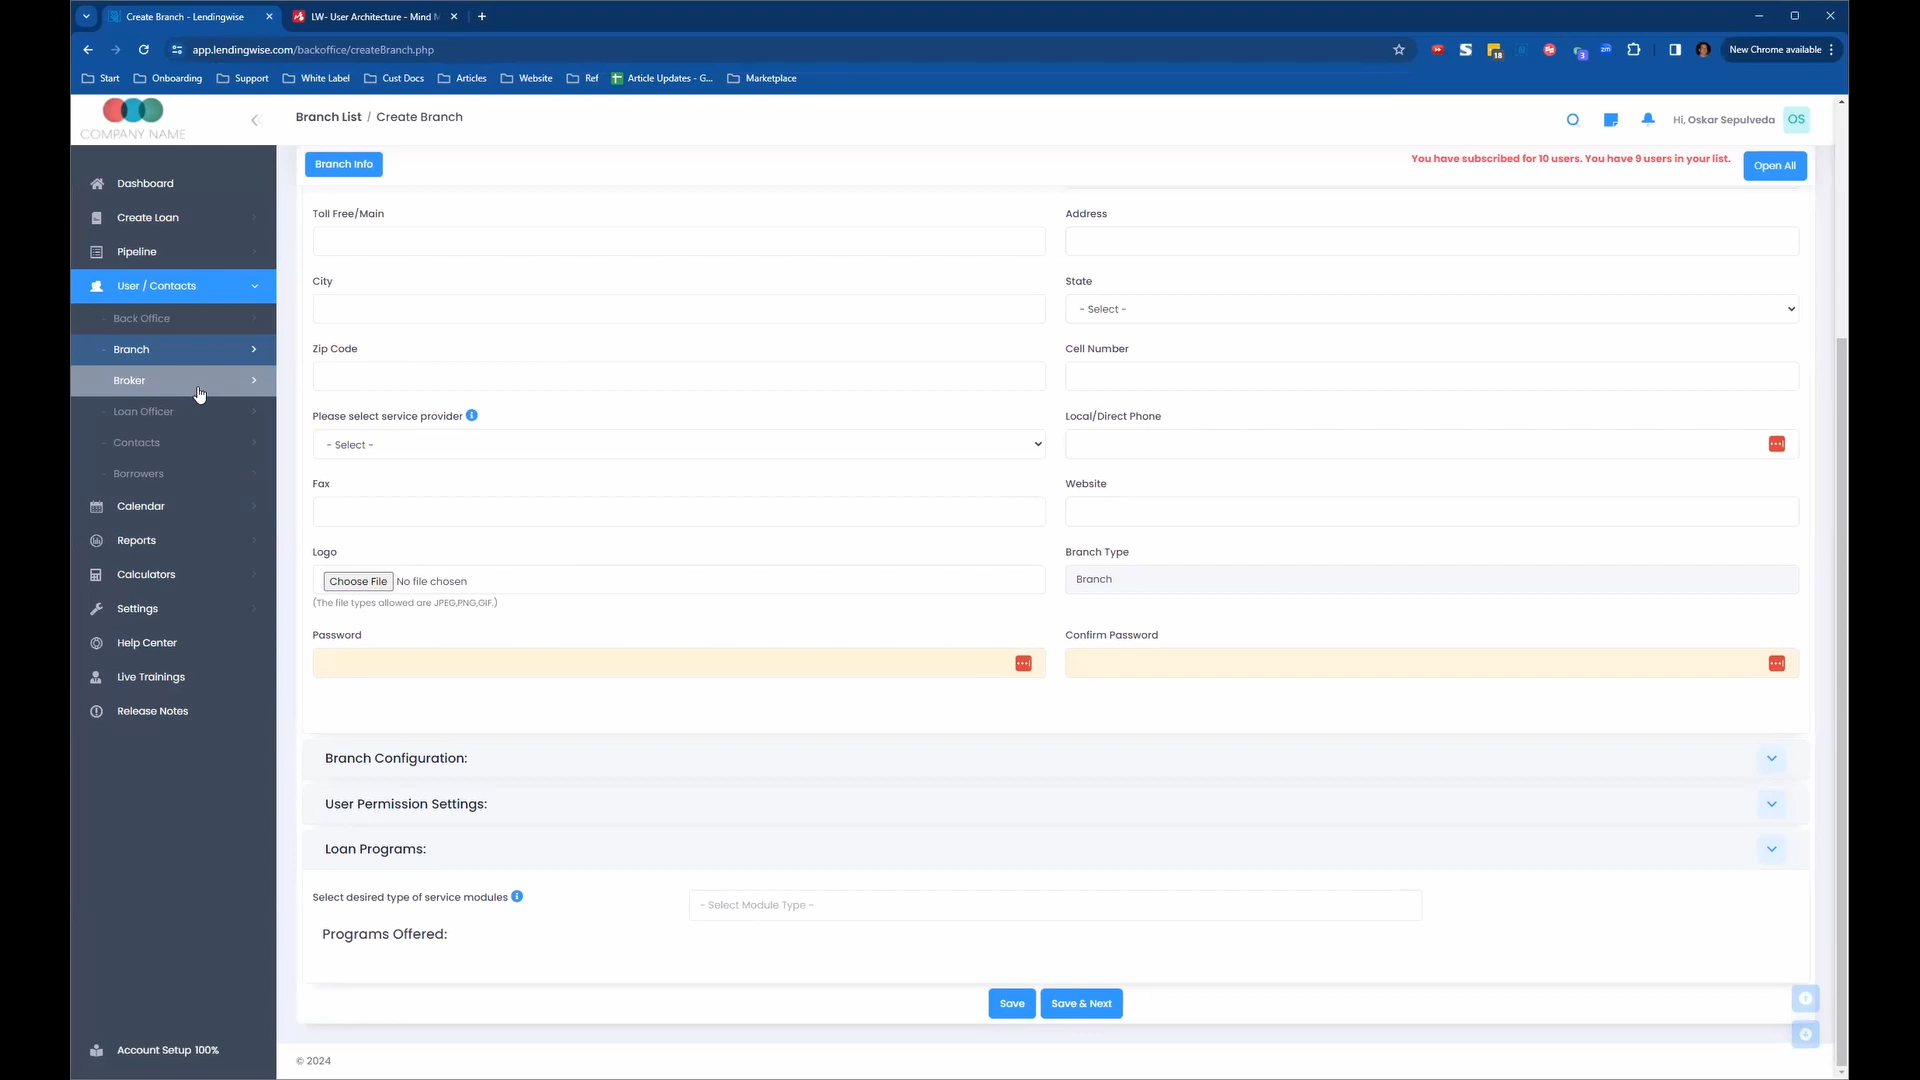 Create Branch - Lendingwise
LW- User Architecture - Mind M
app.lendingwise.com/backoffice/createBranch.php
18
3
zm
New Chrome available
Start
Onboarding
Support
White Label
Cust Docs
Articles
Website
Ref
Article Updates - G...
Marketplace
COMPANY NAME
Branch List / Create Branch
Hi, Oskar Sepulveda
OS
Branch Info
You have subscribed for 10 users. You have 9 users in your list.
Open All
Dashboard
Create Loan
Pipeline
User / Contacts
Back Office
Branch
Broker
Loan Officer
Contacts
Borrowers
Calendar
Reports
Calculators
Settings
Help Center
Live Trainings
Release Notes
Account Setup 100%
Toll Free/Main
Address
City
State
- Select -
Zip Code
Cell Number
Please select service provider
Local/Direct Phone
- Select -
Fax
Website
Logo
Branch Type
Choose File No file chosen
Branch
(The file types allowed are JPEG,PNG,GIF.)
Password
Confirm Password
Branch Configuration:
User Permission Settings:
Loan Programs:
Select desired type of service modules
- Select Module Type -
Programs Offered:
Save
Save & Next
© 2024